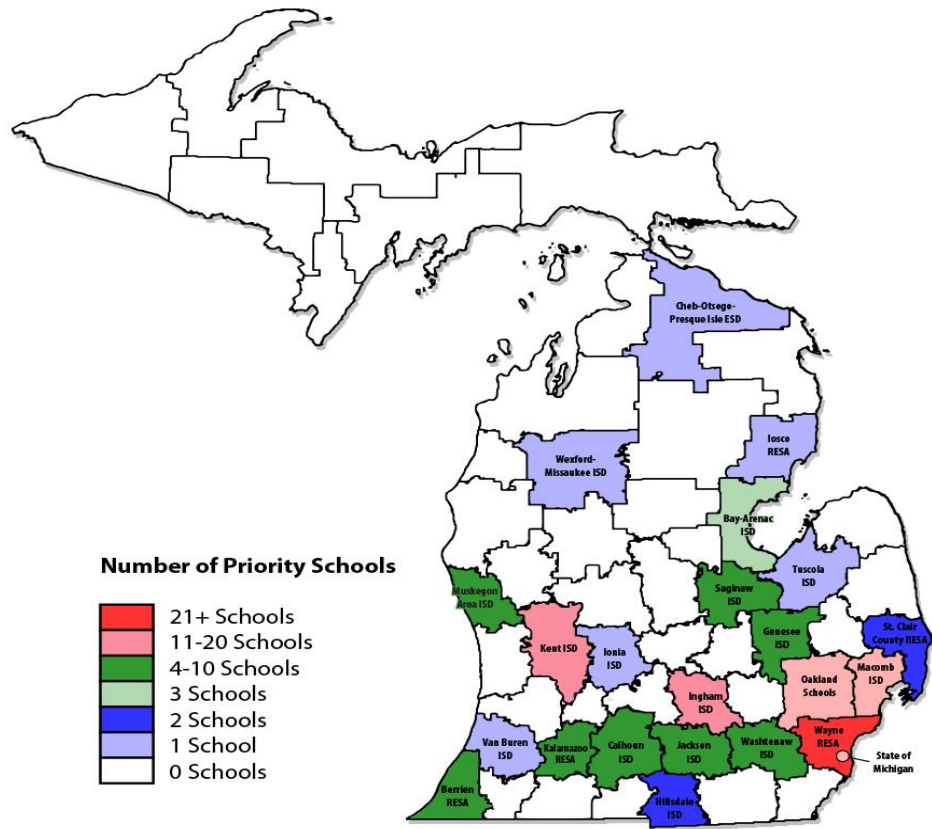 Cheb-Otsego-
Presque Isle ESD
Iosco
RESA
Wexford-
Missaukee ISD
Bay-Arenac
ISD
Tuscola
ISD
Number of Priority Schools
21+ Schools
11-20 Schools
4-10 Schools
3 Schools
2 Schools
1 School
0 Schools
Muskegon
Area ISD
Saginaw
ISD
Genesee
ISD
St. Clair
County RESA
Kent ISD
Ionia
ISD
Oakland
Schools
Macomb
ISD
Ingham
ISD
Van Buren
ISD
Kalamazoo
RESA
Calhoun
ISD
Jackson
ISD
Washtenaw
ISD
Wayne
RESA
State of
Michigan
Berrien
RESA
Hillsdale
ISD